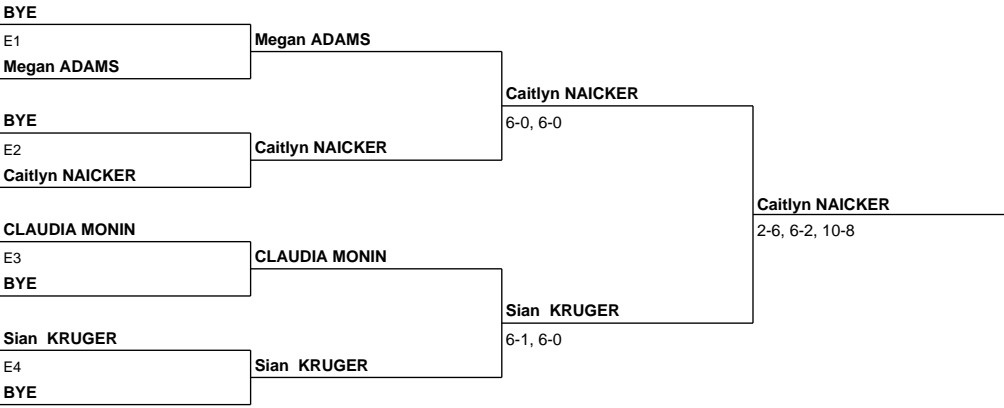 BYE
E1
Megan ADAMS
Megan ADAMS
BYE
E2
Caitlyn NAICKER
Caitlyn NAICKER
Caitlyn NAICKER
6-0, 6-0
CLAUDIA MONIN
E3
BYE
CLAUDIA MONIN
Sian  KRUGER
E4
BYE
Sian  KRUGER
Sian  KRUGER
6-1, 6-0
Caitlyn NAICKER
2-6, 6-2, 10-8